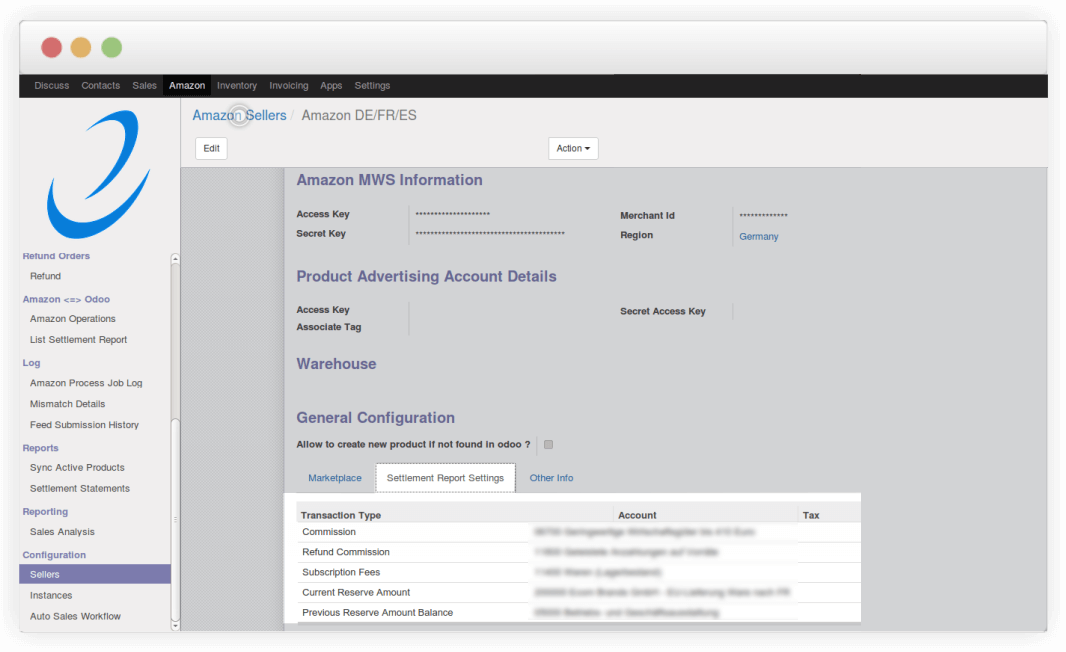 Discuss Contacts Sales Amazon Inventory Invoicing Apps Settings
Amazon Sellers / Amazon DE/FR/ES
Edit Action
Refund Orders
Refund
Amazon <=> Odoo
Amazon Operations
List Settlement Report
Log
Amazon Process Job Log
Mismatch Details
Feed Submission History
Reports
Sync Active Products
Settlement Statements
Reporting
Sales Analysis
Configuration
Sellers
Instances
Auto Sales Workflow
Amazon MWS Information
Access Key ********************
Merchant Id *************
Secret Key ****************************************
Region Germany
Product Advertising Account Details
Access Key
Secret Access Key
Associate Tag
Warehouse
General Configuration
Allow to create new product if not found in odoo ?
Marketplace Settlement Report Settings Other Info
Transaction Type Account Tax
Commission
Refund Commission
Subscription Fees
Current Reserve Amount
Previous Reserve Amount Balance